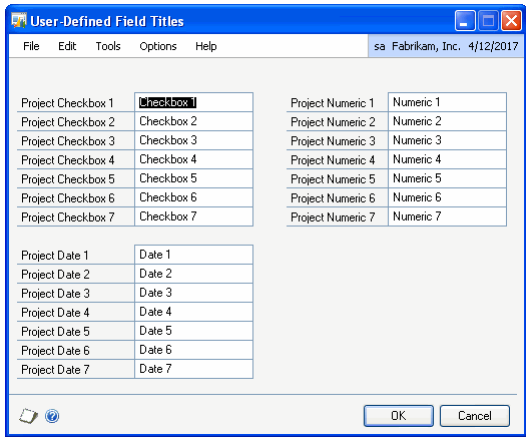 User-Defined Field Titles
File Edit Tools Options Help sa Fabrikam, Inc. 4/12/2017
Project Checkbox 1 Checkbox 1 Project Numeric 1 Numeric 1
Project Checkbox 2 Checkbox 2 Project Numeric 2 Numeric 2
Project Checkbox 3 Checkbox 3 Project Numeric 3 Numeric 3
Project Checkbox 4 Checkbox 4 Project Numeric 4 Numeric 4
Project Checkbox 5 Checkbox 5 Project Numeric 5 Numeric 5
Project Checkbox 6 Checkbox 6 Project Numeric 6 Numeric 6
Project Checkbox 7 Checkbox 7 Project Numeric 7 Numeric 7
Project Date 1 Date 1
Project Date 2 Date 2
Project Date 3 Date 3
Project Date 4 Date 4
Project Date 5 Date 5
Project Date 6 Date 6
Project Date 7 Date 7
OK Cancel